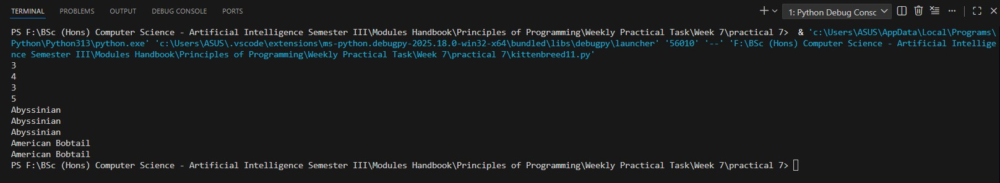 TERMINAL PROBLEMS OUTPUT DEBUG CONSOLE PORTS 1: Python Debug Consc
PS F:\BSc (Hons) Computer Science - Artificial Intelligence Semester III\Modules Handbook\Principles of Programming\Weekly Practical Task\Week 7\practical 7> & 'c:\Users\ASUS\AppData\Local\Programs\
Python\Python313\python.exe' 'c:\Users\ASUS\.vscode\extensions\ms-python.debugpy-2025.18.0-win32-x64\bundled\libs\debugpy\launcher' '56010' '--' 'F:\BSc (Hons) Computer Science - Artificial Intellige
nce Semester III\Modules Handbook\Principles of Programming\Weekly Practical Task\Week 7\practical 7\kittenbreed11.py'
3
4
3
5
Abyssinian
Abyssinian
Abyssinian
American Bobtail
American Bobtail
PS F:\BSc (Hons) Computer Science - Artificial Intelligence Semester III\Modules Handbook\Principles of Programming\Weekly Practical Task\Week 7\practical 7>